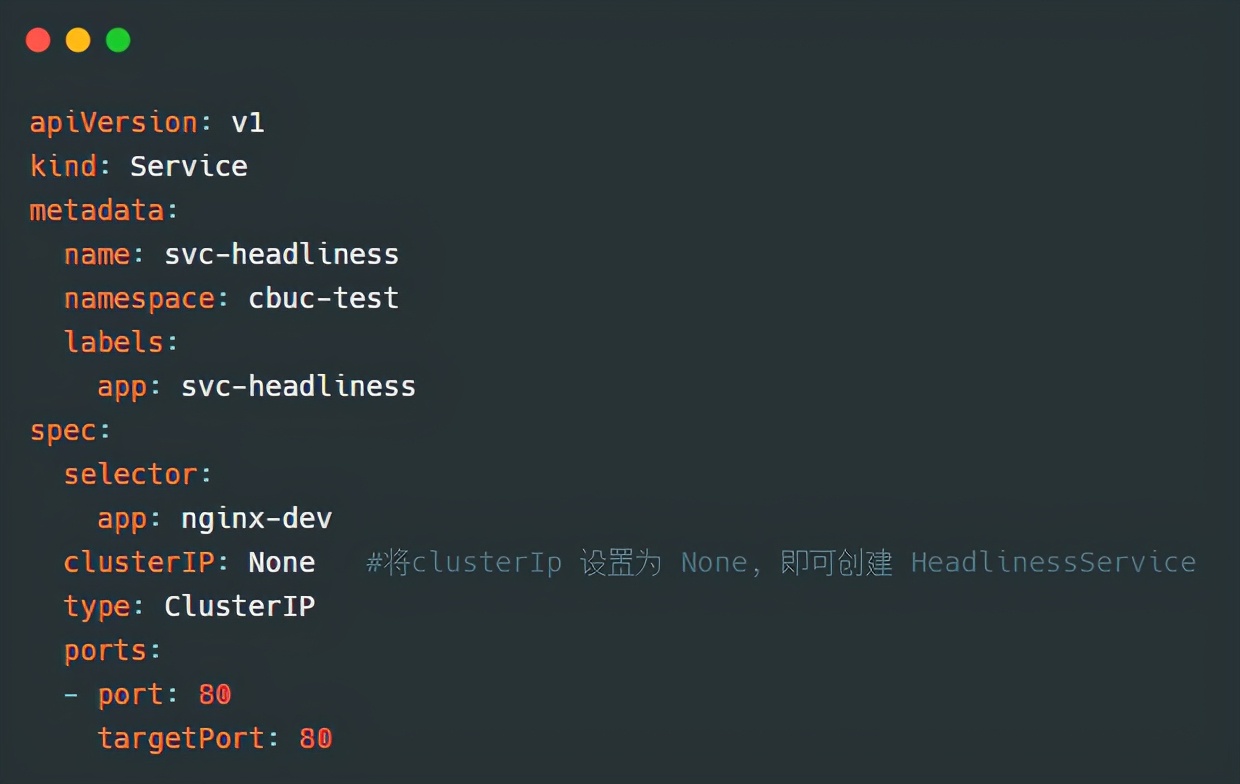 apiVersion: v1
kind: Service
metadata:
  name: svc-headliness
  namespace: cbuc-test
  labels:
    app: svc-headliness
spec:
  selector:
    app: nginx-dev
  clusterIP: None   #将clusterIp 设置为 None, 即可创建 HeadlinessService
  type: ClusterIP
  ports:
  - port: 80
    targetPort: 80